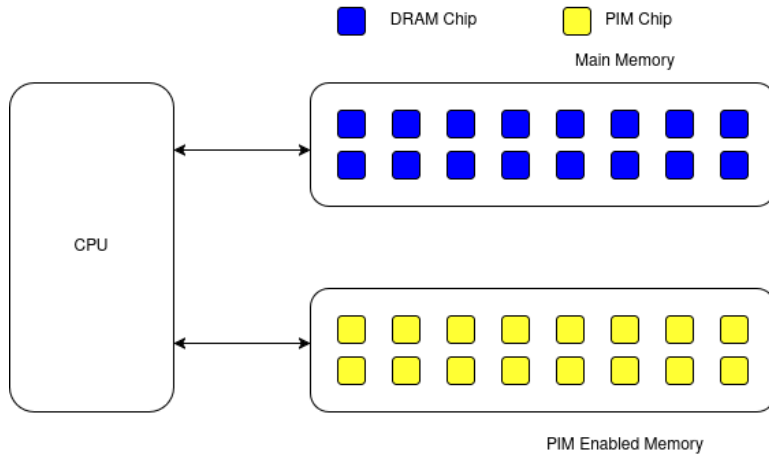 DRAM Chip
PIM Chip
Main Memory
CPU
PIM Enabled Memory